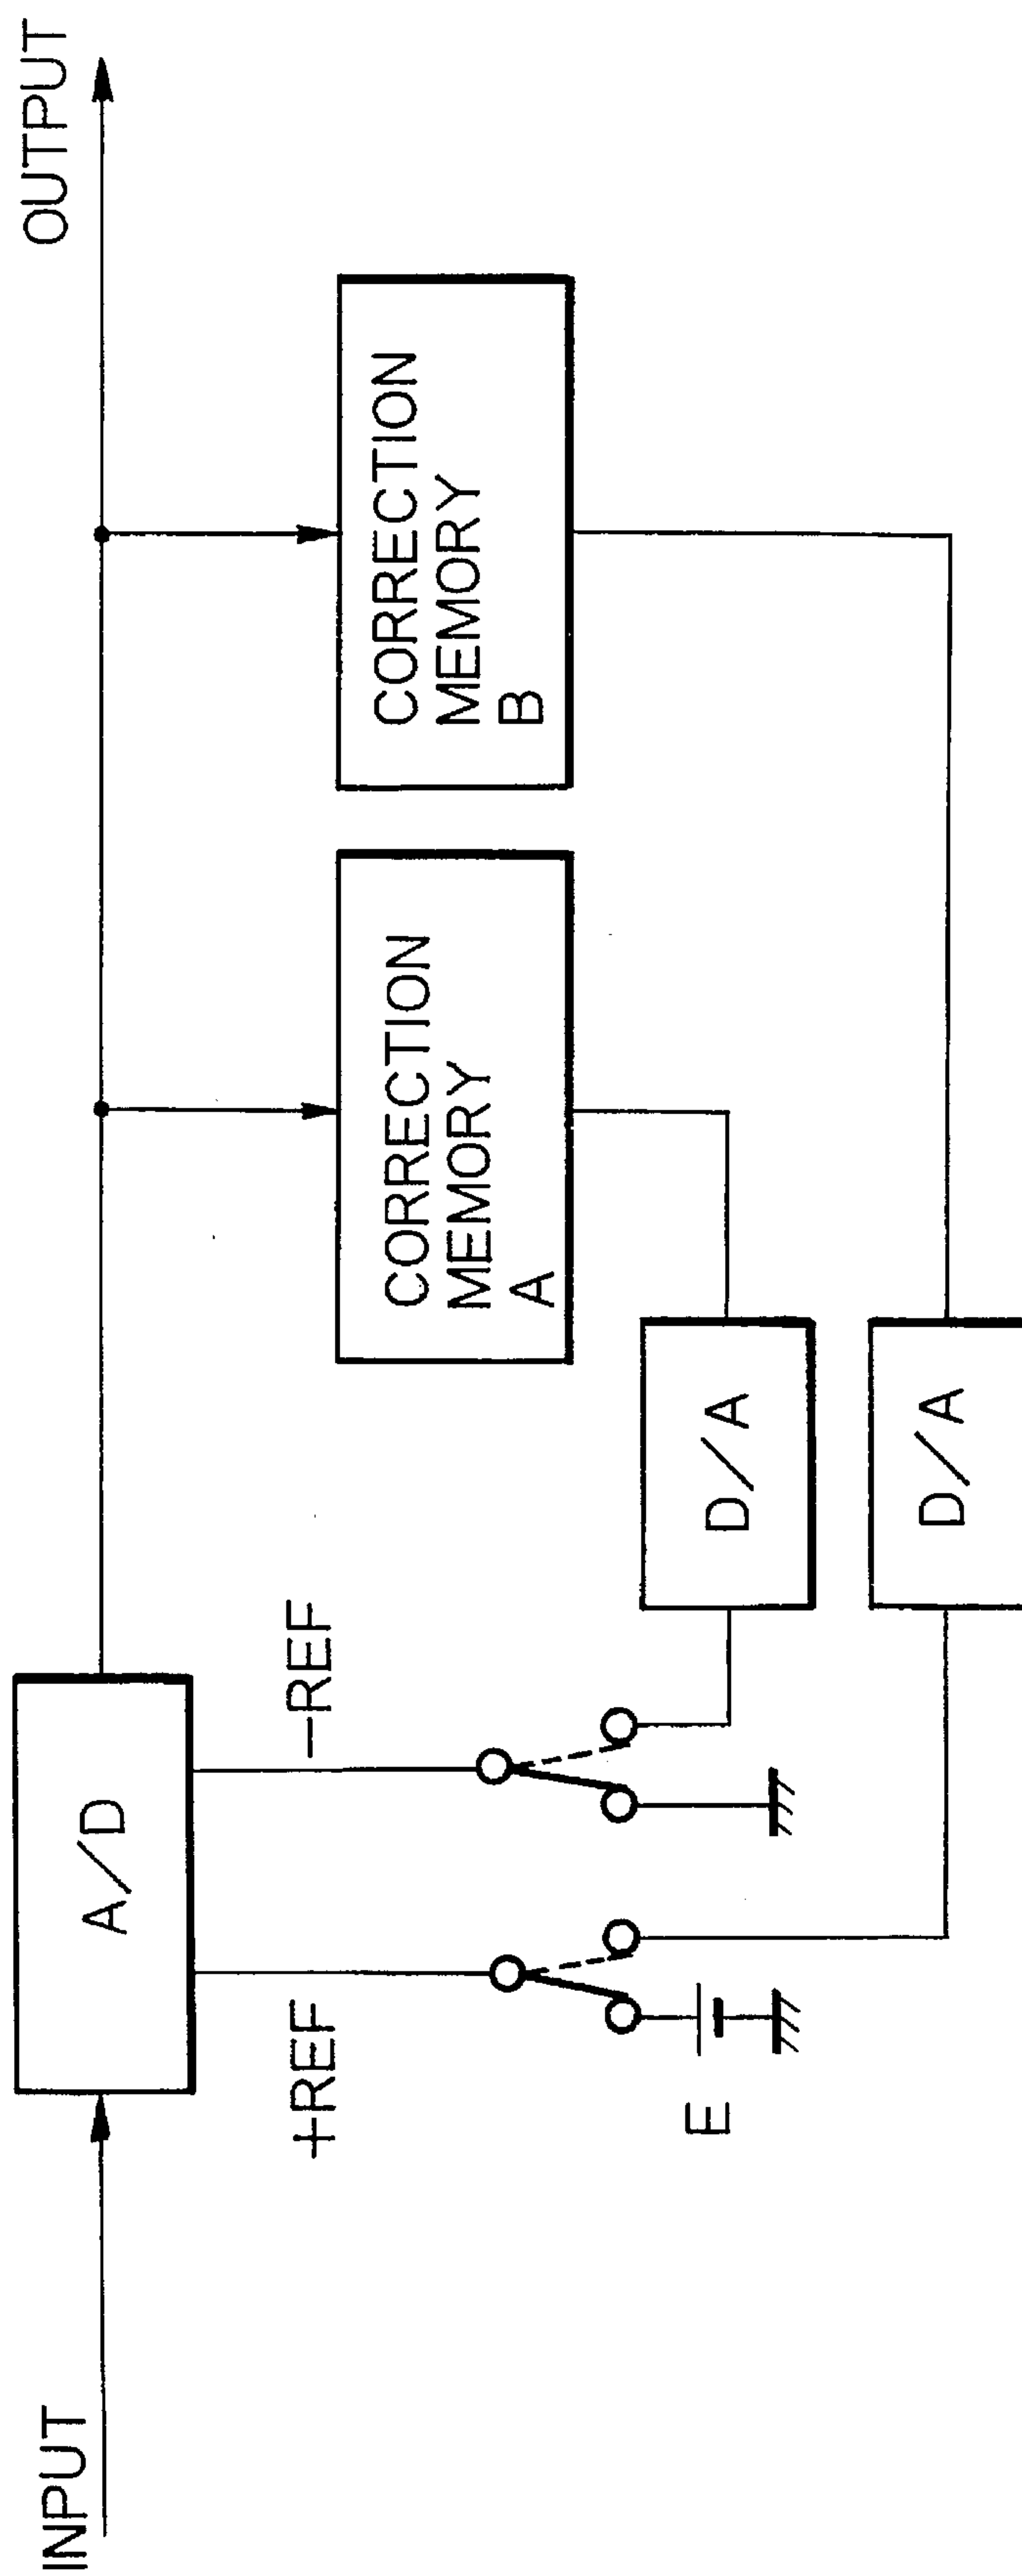 INPUT
A/D
OUTPUT
+REF
−REF
CORRECTION
MEMORY
A
CORRECTION
MEMORY
B
E
D/A
D/A